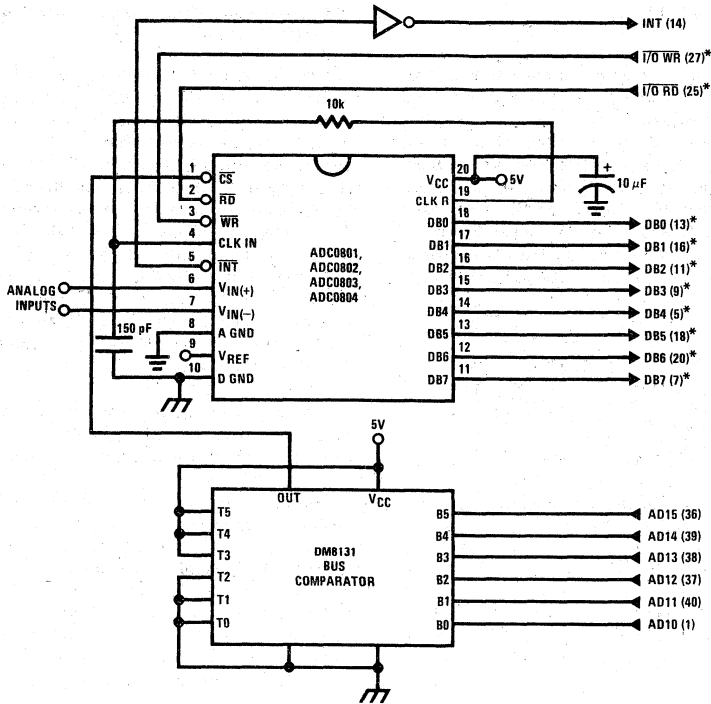 INT (14)
I/O WR (27)*
I/O RD (25)*
10k
1
CS
2
RD
3
WR
4
CLK IN
5
INT
6
VIN(+)
7
VIN(−)
8
A GND
9
VREF
10
D GND
ANALOG
INPUTS
150 pF
ADC0801,
ADC0802,
ADC0803,
ADC0804
20
VCC
5V
+
10 μF
19
CLK R
18
DB0
DB0 (13)*
17
DB1
DB1 (16)*
16
DB2
DB2 (11)*
15
DB3
DB3 (9)*
14
DB4
DB4 (5)*
13
DB5
DB5 (18)*
12
DB6
DB6 (20)*
11
DB7
DB7 (7)*
5V
OUT
VCC
T5
T4
T3
T2
T1
T0
DM8131
BUS
COMPARATOR
B5
AD15 (36)
B4
AD14 (39)
B3
AD13 (38)
B2
AD12 (37)
B1
AD11 (40)
B0
AD10 (1)